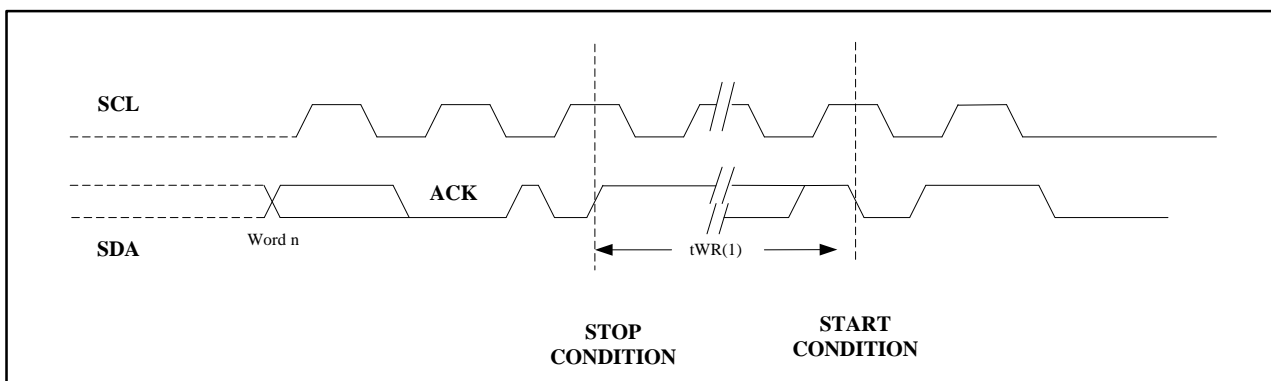 SCL
ACK
Word n
SDA
tWR(1)
STOP
CONDITION
START
CONDITION